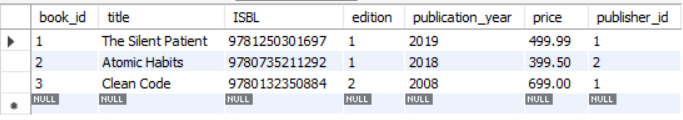 book_id title ISBL edition publication_year price publisher_id
1 The Silent Patient 9781250301697 1 2019 499.99 1
2 Atomic Habits 9780735211292 1 2018 399.50 2
3 Clean Code 9780132350884 2 2008 699.00 1
NULL NULL NULL NULL NULL NULL NULL